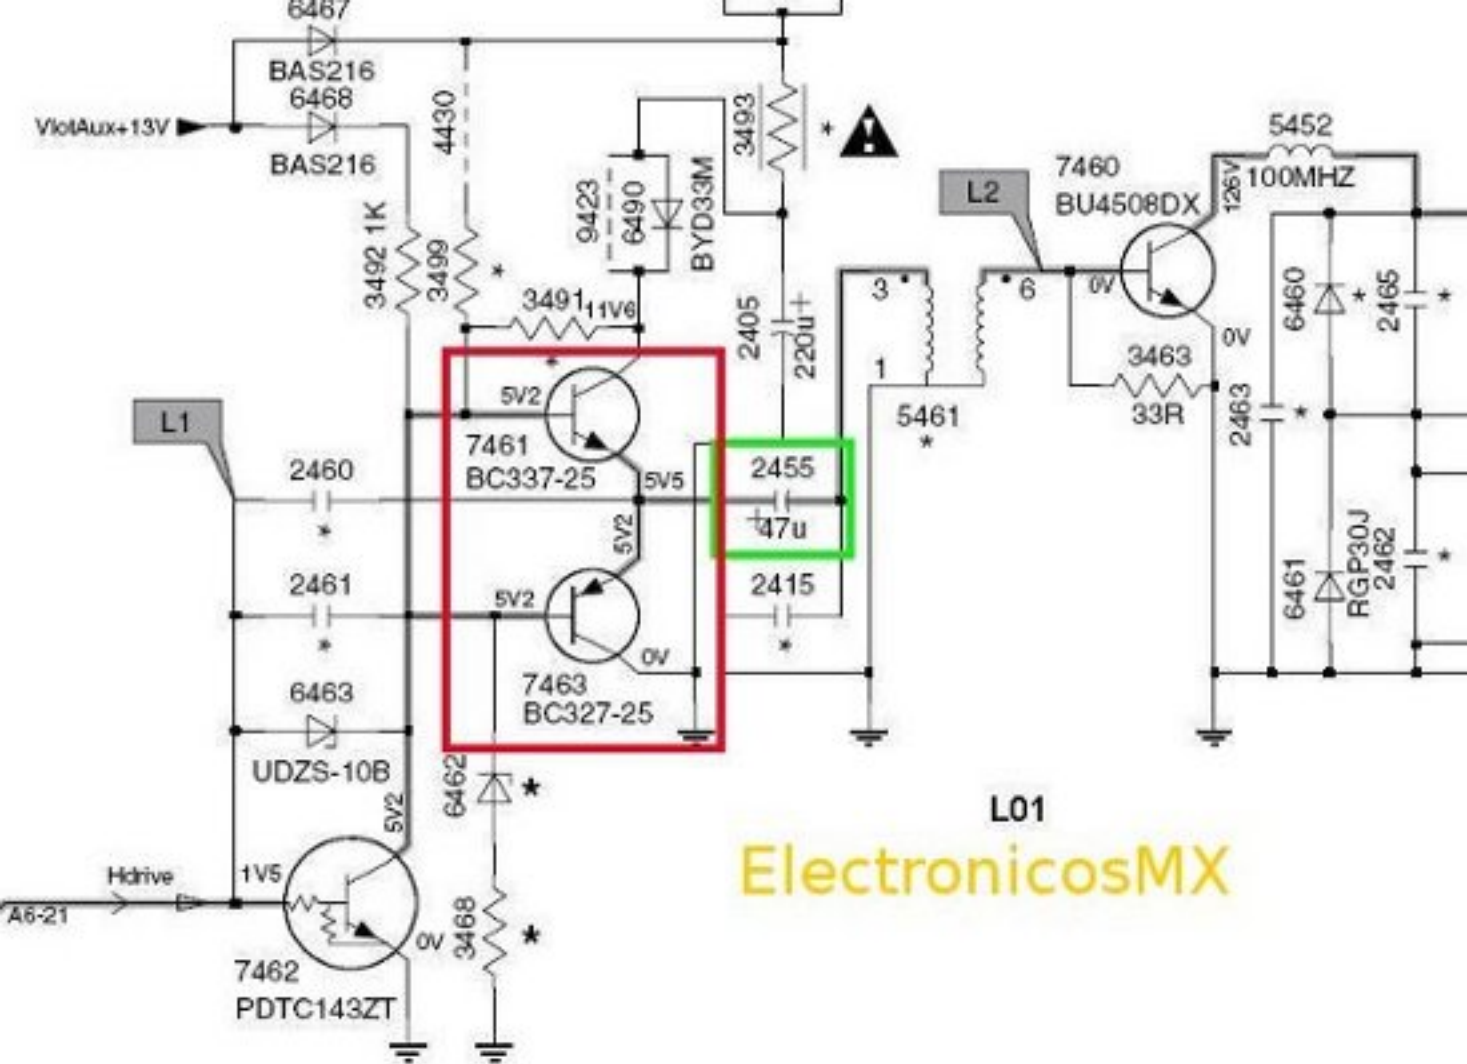 6467
BAS216
6468
VlotAux+13V
BAS216
4430
3493
*
!
9423
6490
BYD33M
3492 1K
3499
*
3491
11V6
*
2405
220u
+
7460
BU4508DX
L2
126V
5452
100MHZ
3
6
0V
1
5461
*
0V
3463
33R
6460
*
2465
*
2463
*
L1
5V2
7461
BC337-25
5V5
2455
+
47u
2460
*
5V2
2461
*
5V2
2415
*
0V
7463
BC327-25
6461
RGP30J
2462
*
6463
UDZS-10B
5V2
6462
*
L01
ElectronicosMX
Hdrive
1V5
A6-21
0V
3468
*
7462
PDTC143ZT